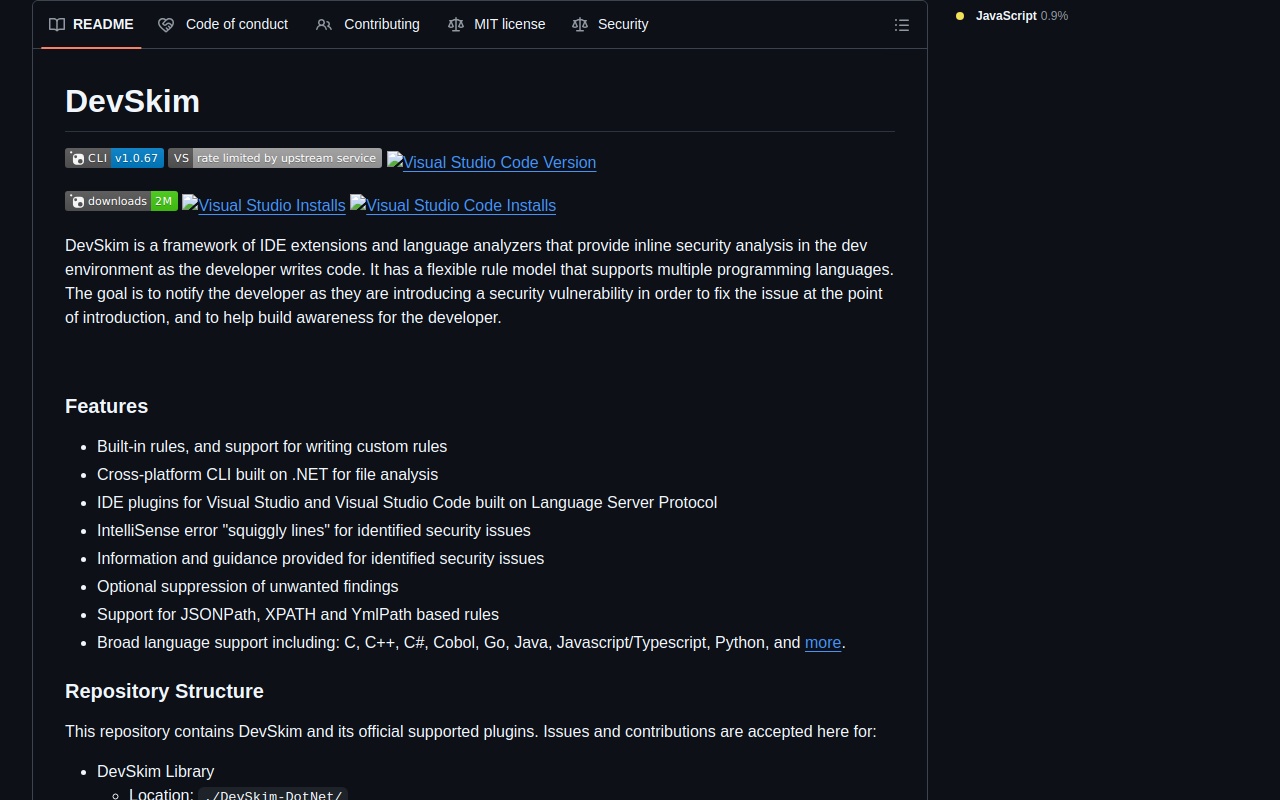 README Code of conduct Contributing MIT license Security
JavaScript 0.9%
DevSkim
CLI v1.0.67 VS rate limited by upstream service Visual Studio Code Version
downloads 2M Visual Studio Installs Visual Studio Code Installs
DevSkim is a framework of IDE extensions and language analyzers that provide inline security analysis in the dev
environment as the developer writes code. It has a flexible rule model that supports multiple programming languages.
The goal is to notify the developer as they are introducing a security vulnerability in order to fix the issue at the point
of introduction, and to help build awareness for the developer.
Features
• Built-in rules, and support for writing custom rules
• Cross-platform CLI built on .NET for file analysis
• IDE plugins for Visual Studio and Visual Studio Code built on Language Server Protocol
• IntelliSense error "squiggly lines" for identified security issues
• Information and guidance provided for identified security issues
• Optional suppression of unwanted findings
• Support for JSONPath, XPATH and YmlPath based rules
• Broad language support including: C, C++, C#, Cobol, Go, Java, Javascript/Typescript, Python, and more.
Repository Structure
This repository contains DevSkim and its official supported plugins. Issues and contributions are accepted here for:
• DevSkim Library
◦ Location: ./DevSkim-DotNet/